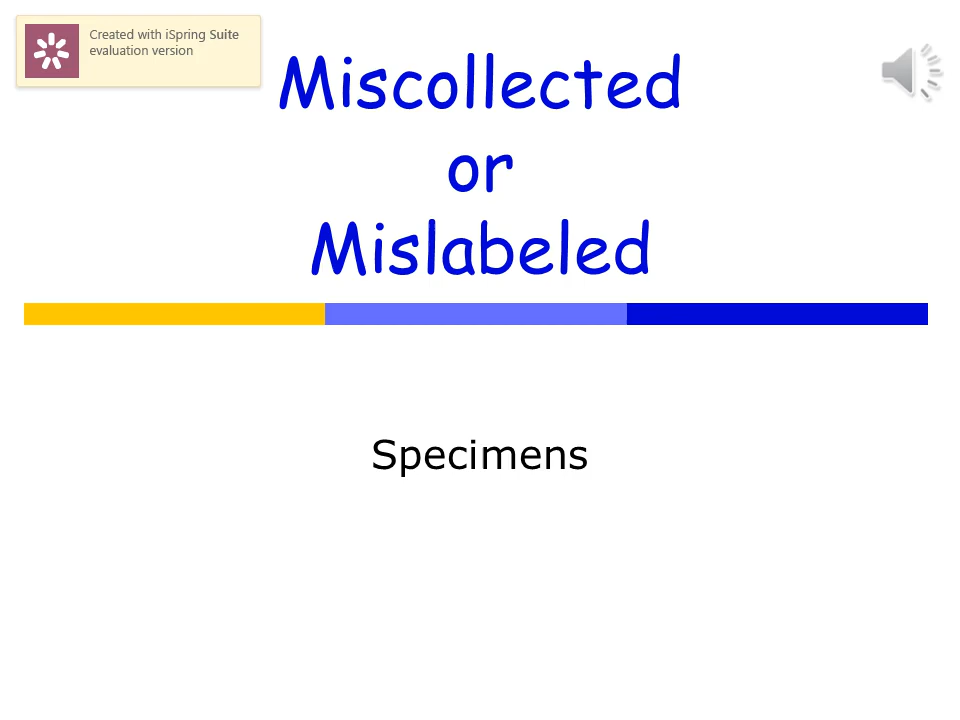 Created with iSpring Suite
evaluation version
Miscollected
or
Mislabeled
Specimens